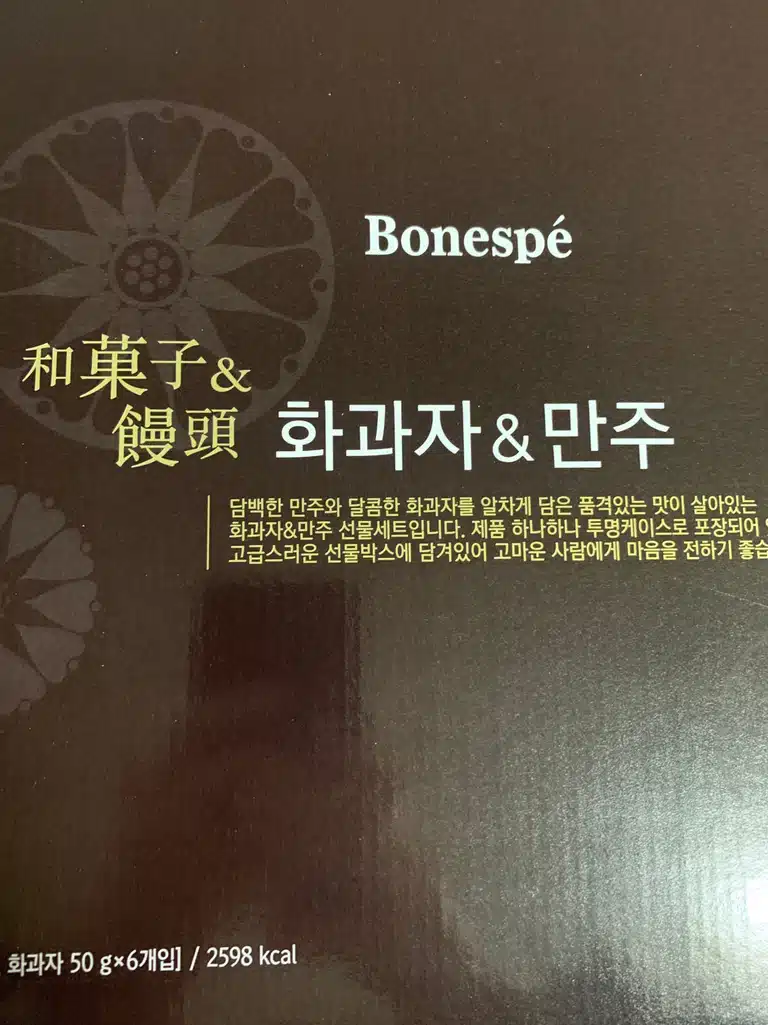 Bonespé
和菓子&
饅頭
화과자&만주
담백한 만주와 달콤한 화과자를 알차게 담은 품격있는 맛이 살아있는
화과자&만주 선물세트입니다. 제품 하나하나 투명케이스로 포장되어
고급스러운 선물박스에 담겨있어 고마운 사람에게 마음을 전하기 좋습
화과자 50 g×6개입] / 2598 kcal